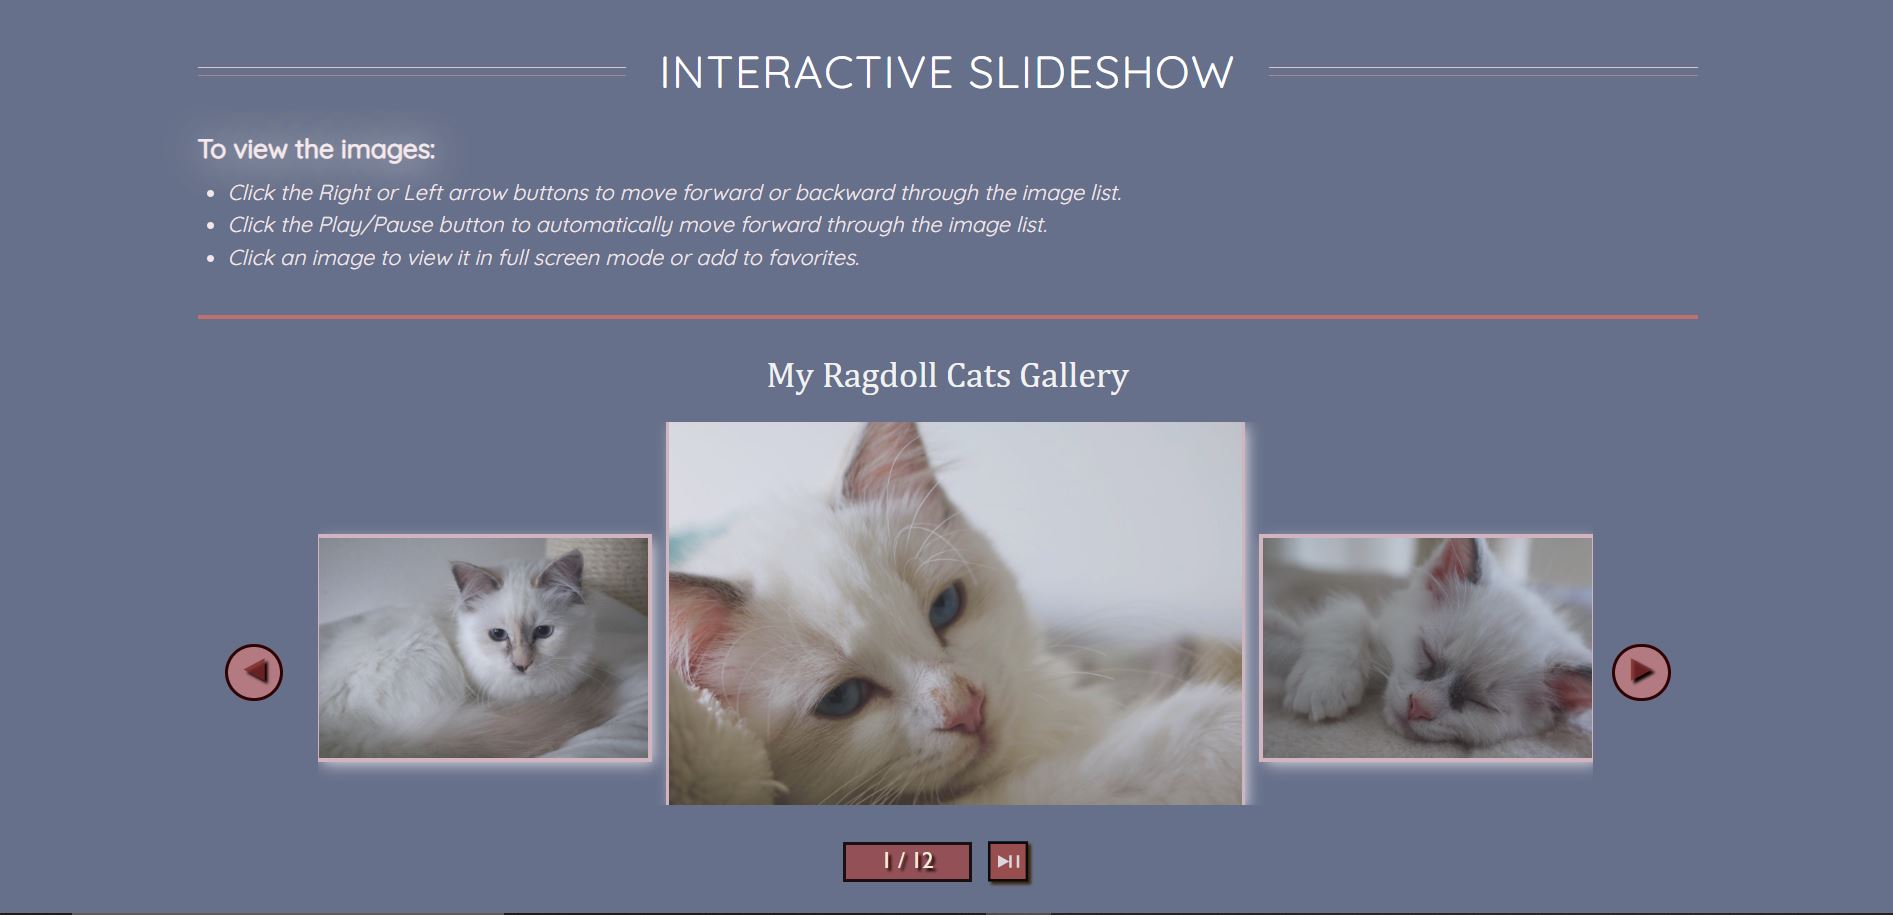 INTERACTIVE SLIDESHOW
To view the images:
• Click the Right or Left arrow buttons to move forward or backward through the image list.
• Click the Play/Pause button to automatically move forward through the image list.
• Click an image to view it in full screen mode or add to favorites.
My Ragdoll Cats Gallery
1 / 12